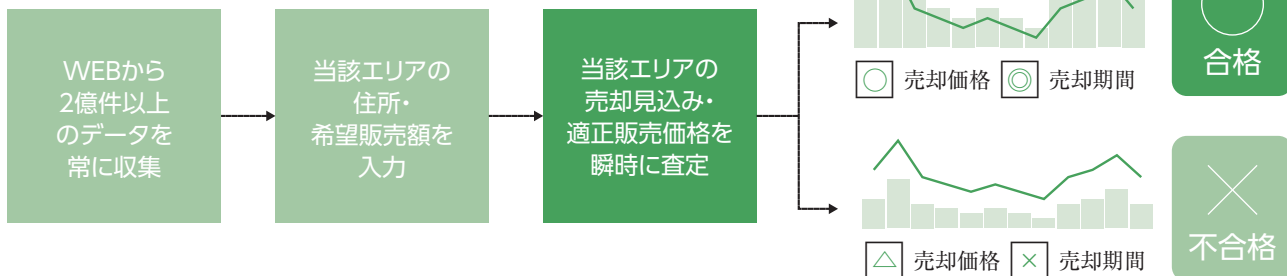 WEBから
2億件以上
のデータを
常に収集
当該エリアの
住所・
希望販売額を
入力
当該エリアの
売却見込み・
適正販売価格を
瞬時に査定
○ 売却価格 ◎ 売却期間
合格
△ 売却価格 × 売却期間
不合格